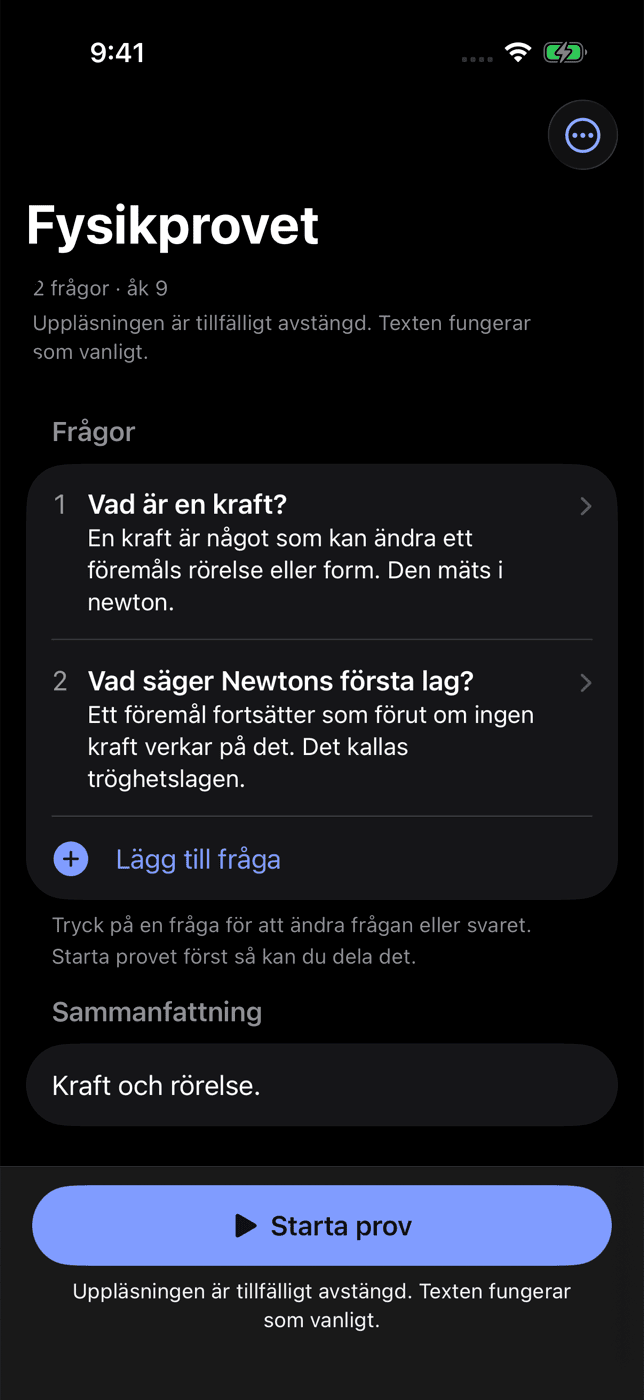 9:41
Fysikprovet
2 frågor · åk 9
Uppläsningen är tillfälligt avstängd. Texten fungerar
som vanligt.
Frågor
1 Vad är en kraft?
En kraft är något som kan ändra ett
föremåls rörelse eller form. Den mäts i
newton.
2 Vad säger Newtons första lag?
Ett föremål fortsätter som förut om ingen
kraft verkar på det. Det kallas
tröghetslagen.
Lägg till fråga
Tryck på en fråga för att ändra frågan eller svaret.
Starta provet först så kan du dela det.
Sammanfattning
Kraft och rörelse.
Starta prov
Uppläsningen är tillfälligt avstängd. Texten fungerar
som vanligt.